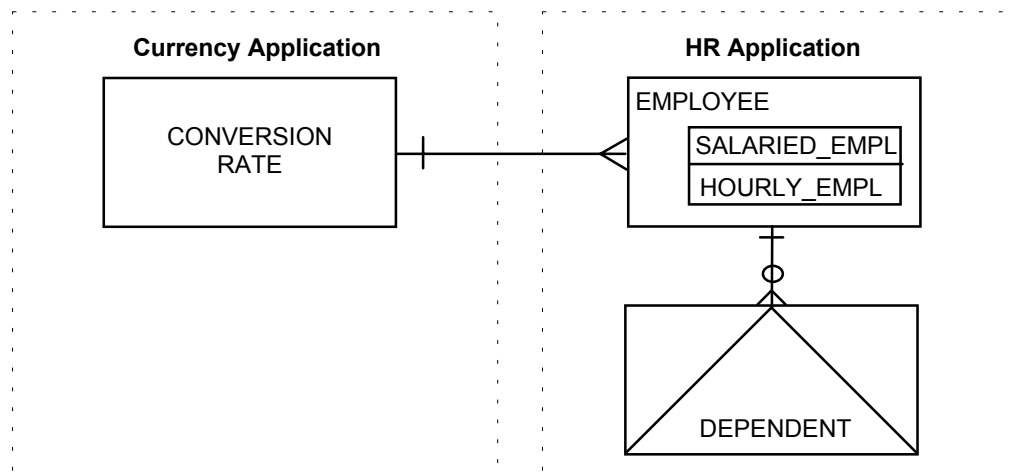 Currency Application
HR Application
CONVERSION
RATE
EMPLOYEE
SALARIED_EMPL
HOURLY_EMPL
DEPENDENT